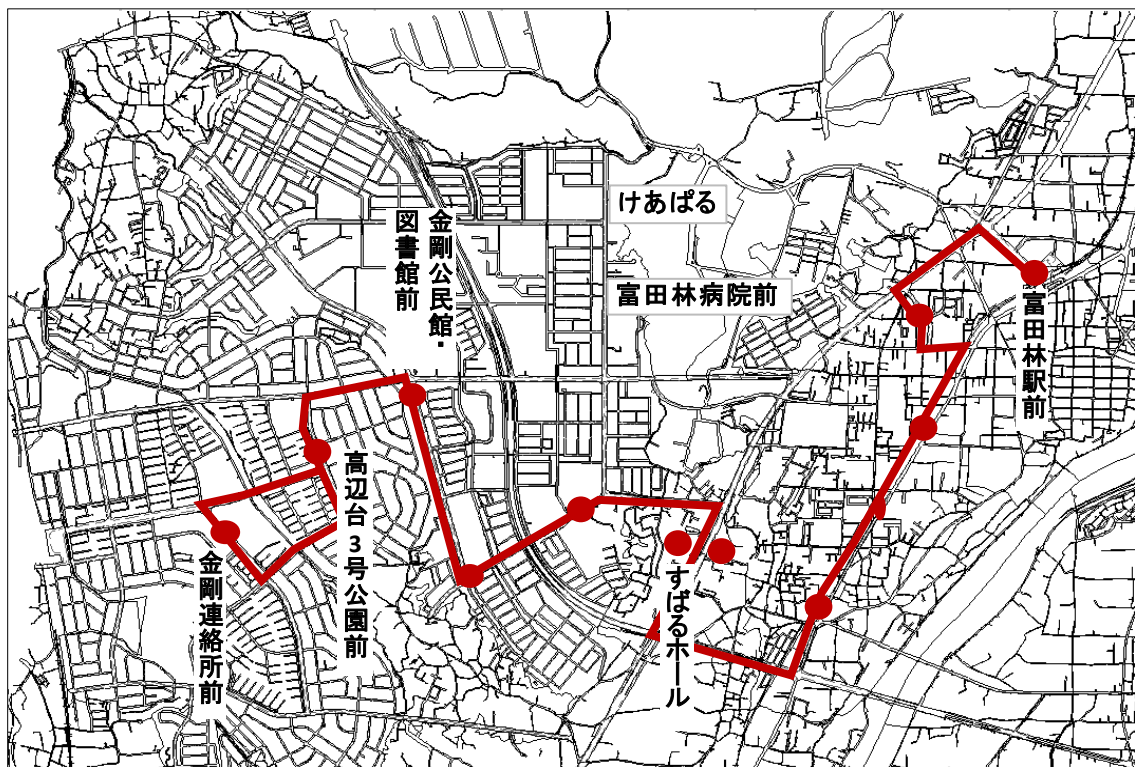 けあぱる
富田林病院前
金剛公民館・
図書館前
富田林駅前
高辺台3号公園前
金剛連絡所前
すばるホール